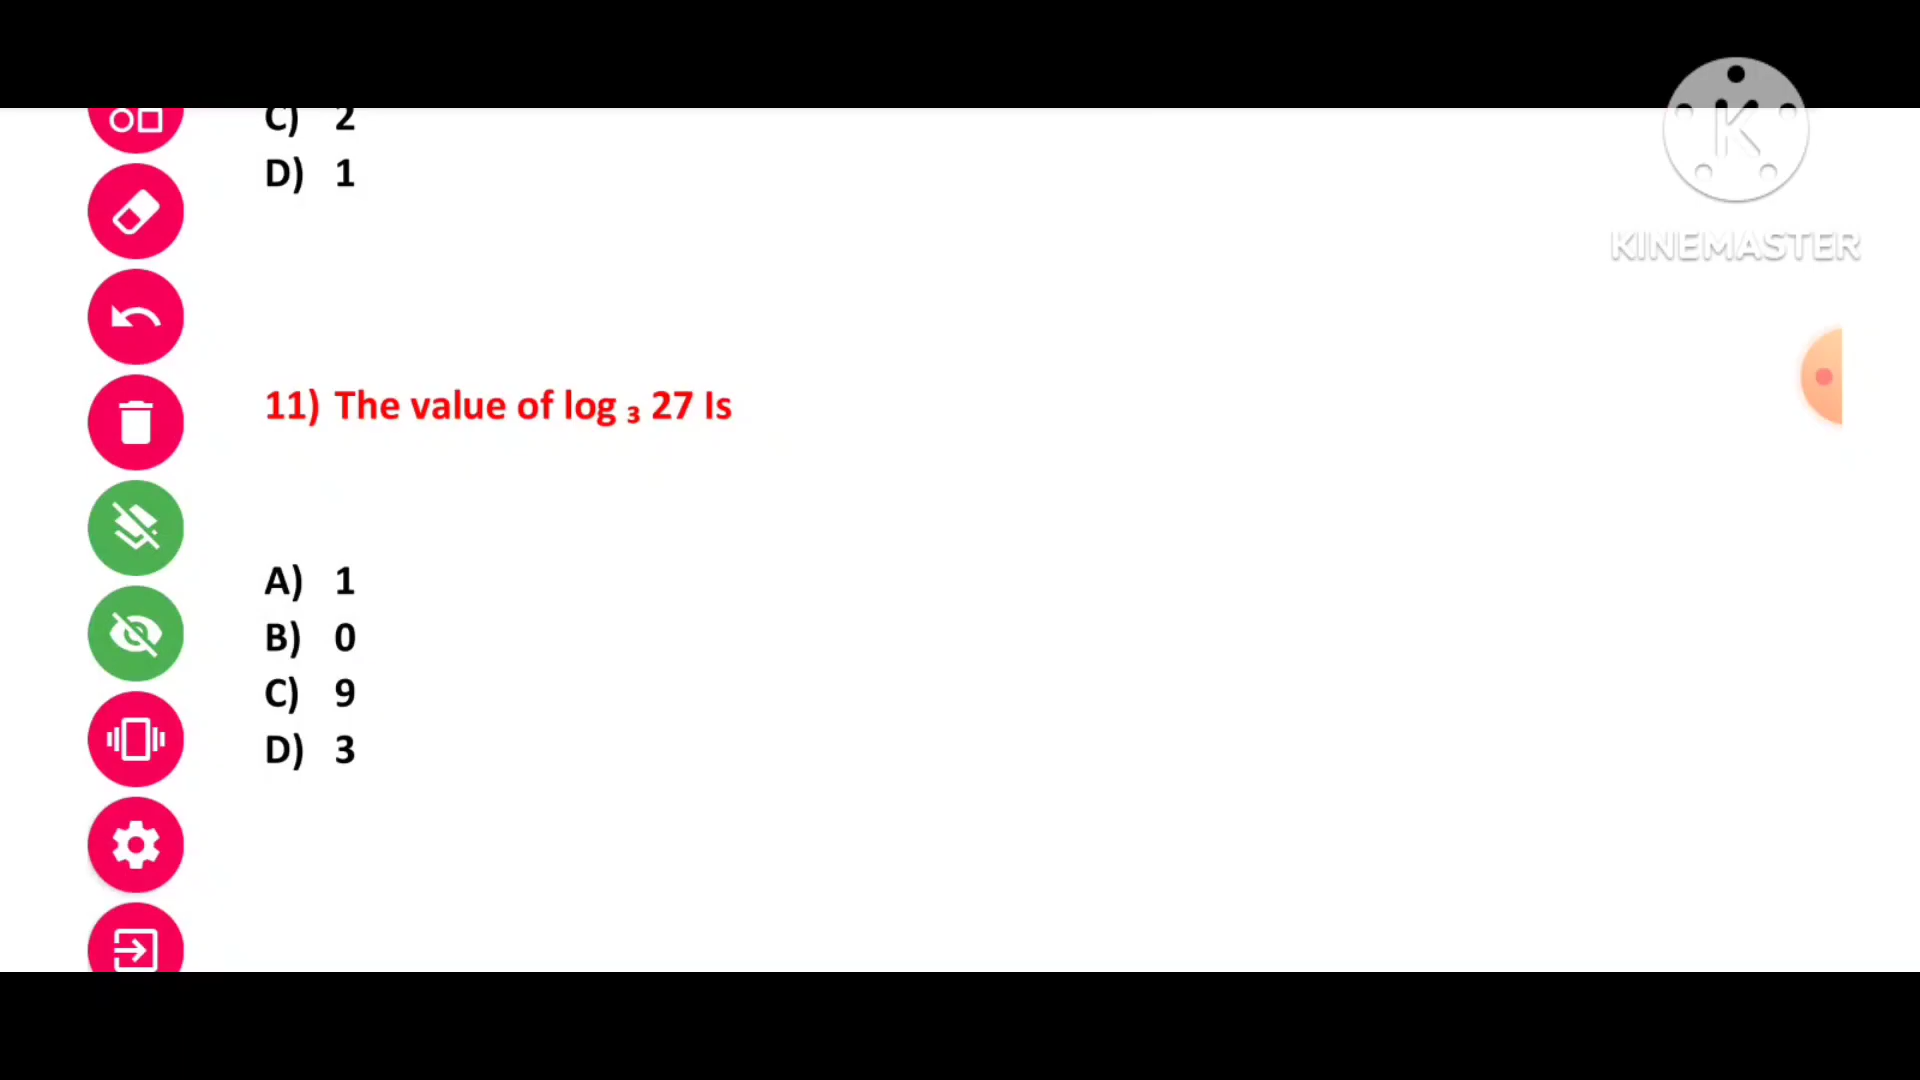 C) 2
D) 1
K
KINEMASTER
11) The value of log ₃ 27 Is
A) 1
B) 0
C) 9
D) 3